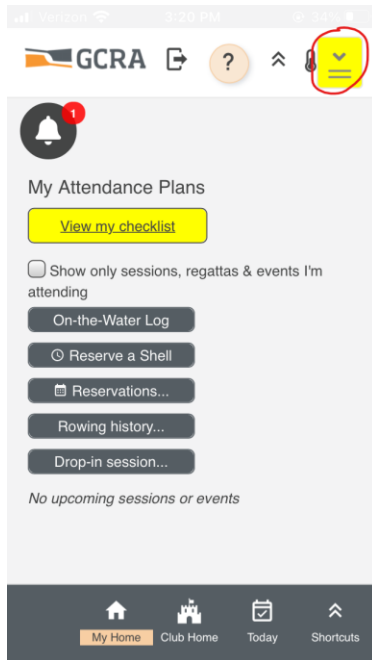 Verizon 3:20 PM 34%
GCRA ?
1
My Attendance Plans
View my checklist
Show only sessions, regattas & events I'm
attending
On-the-Water Log
Reserve a Shell
Reservations...
Rowing history...
Drop-in session...
No upcoming sessions or events
My Home Club Home Today Shortcuts